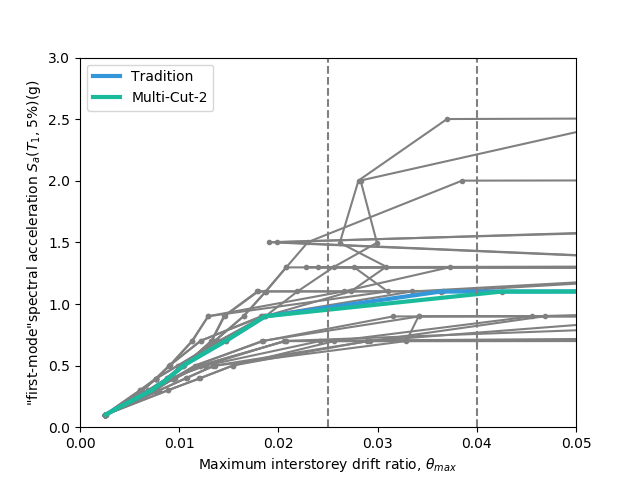 3.0
2.5
2.0
1.5
1.0
0.5
0.0
"first-mode"spectral acceleration Sa(T1, 5%)(g)
Tradition
Multi-Cut-2
0.00 0.01 0.02 0.03 0.04 0.05
Maximum interstorey drift ratio, θmax